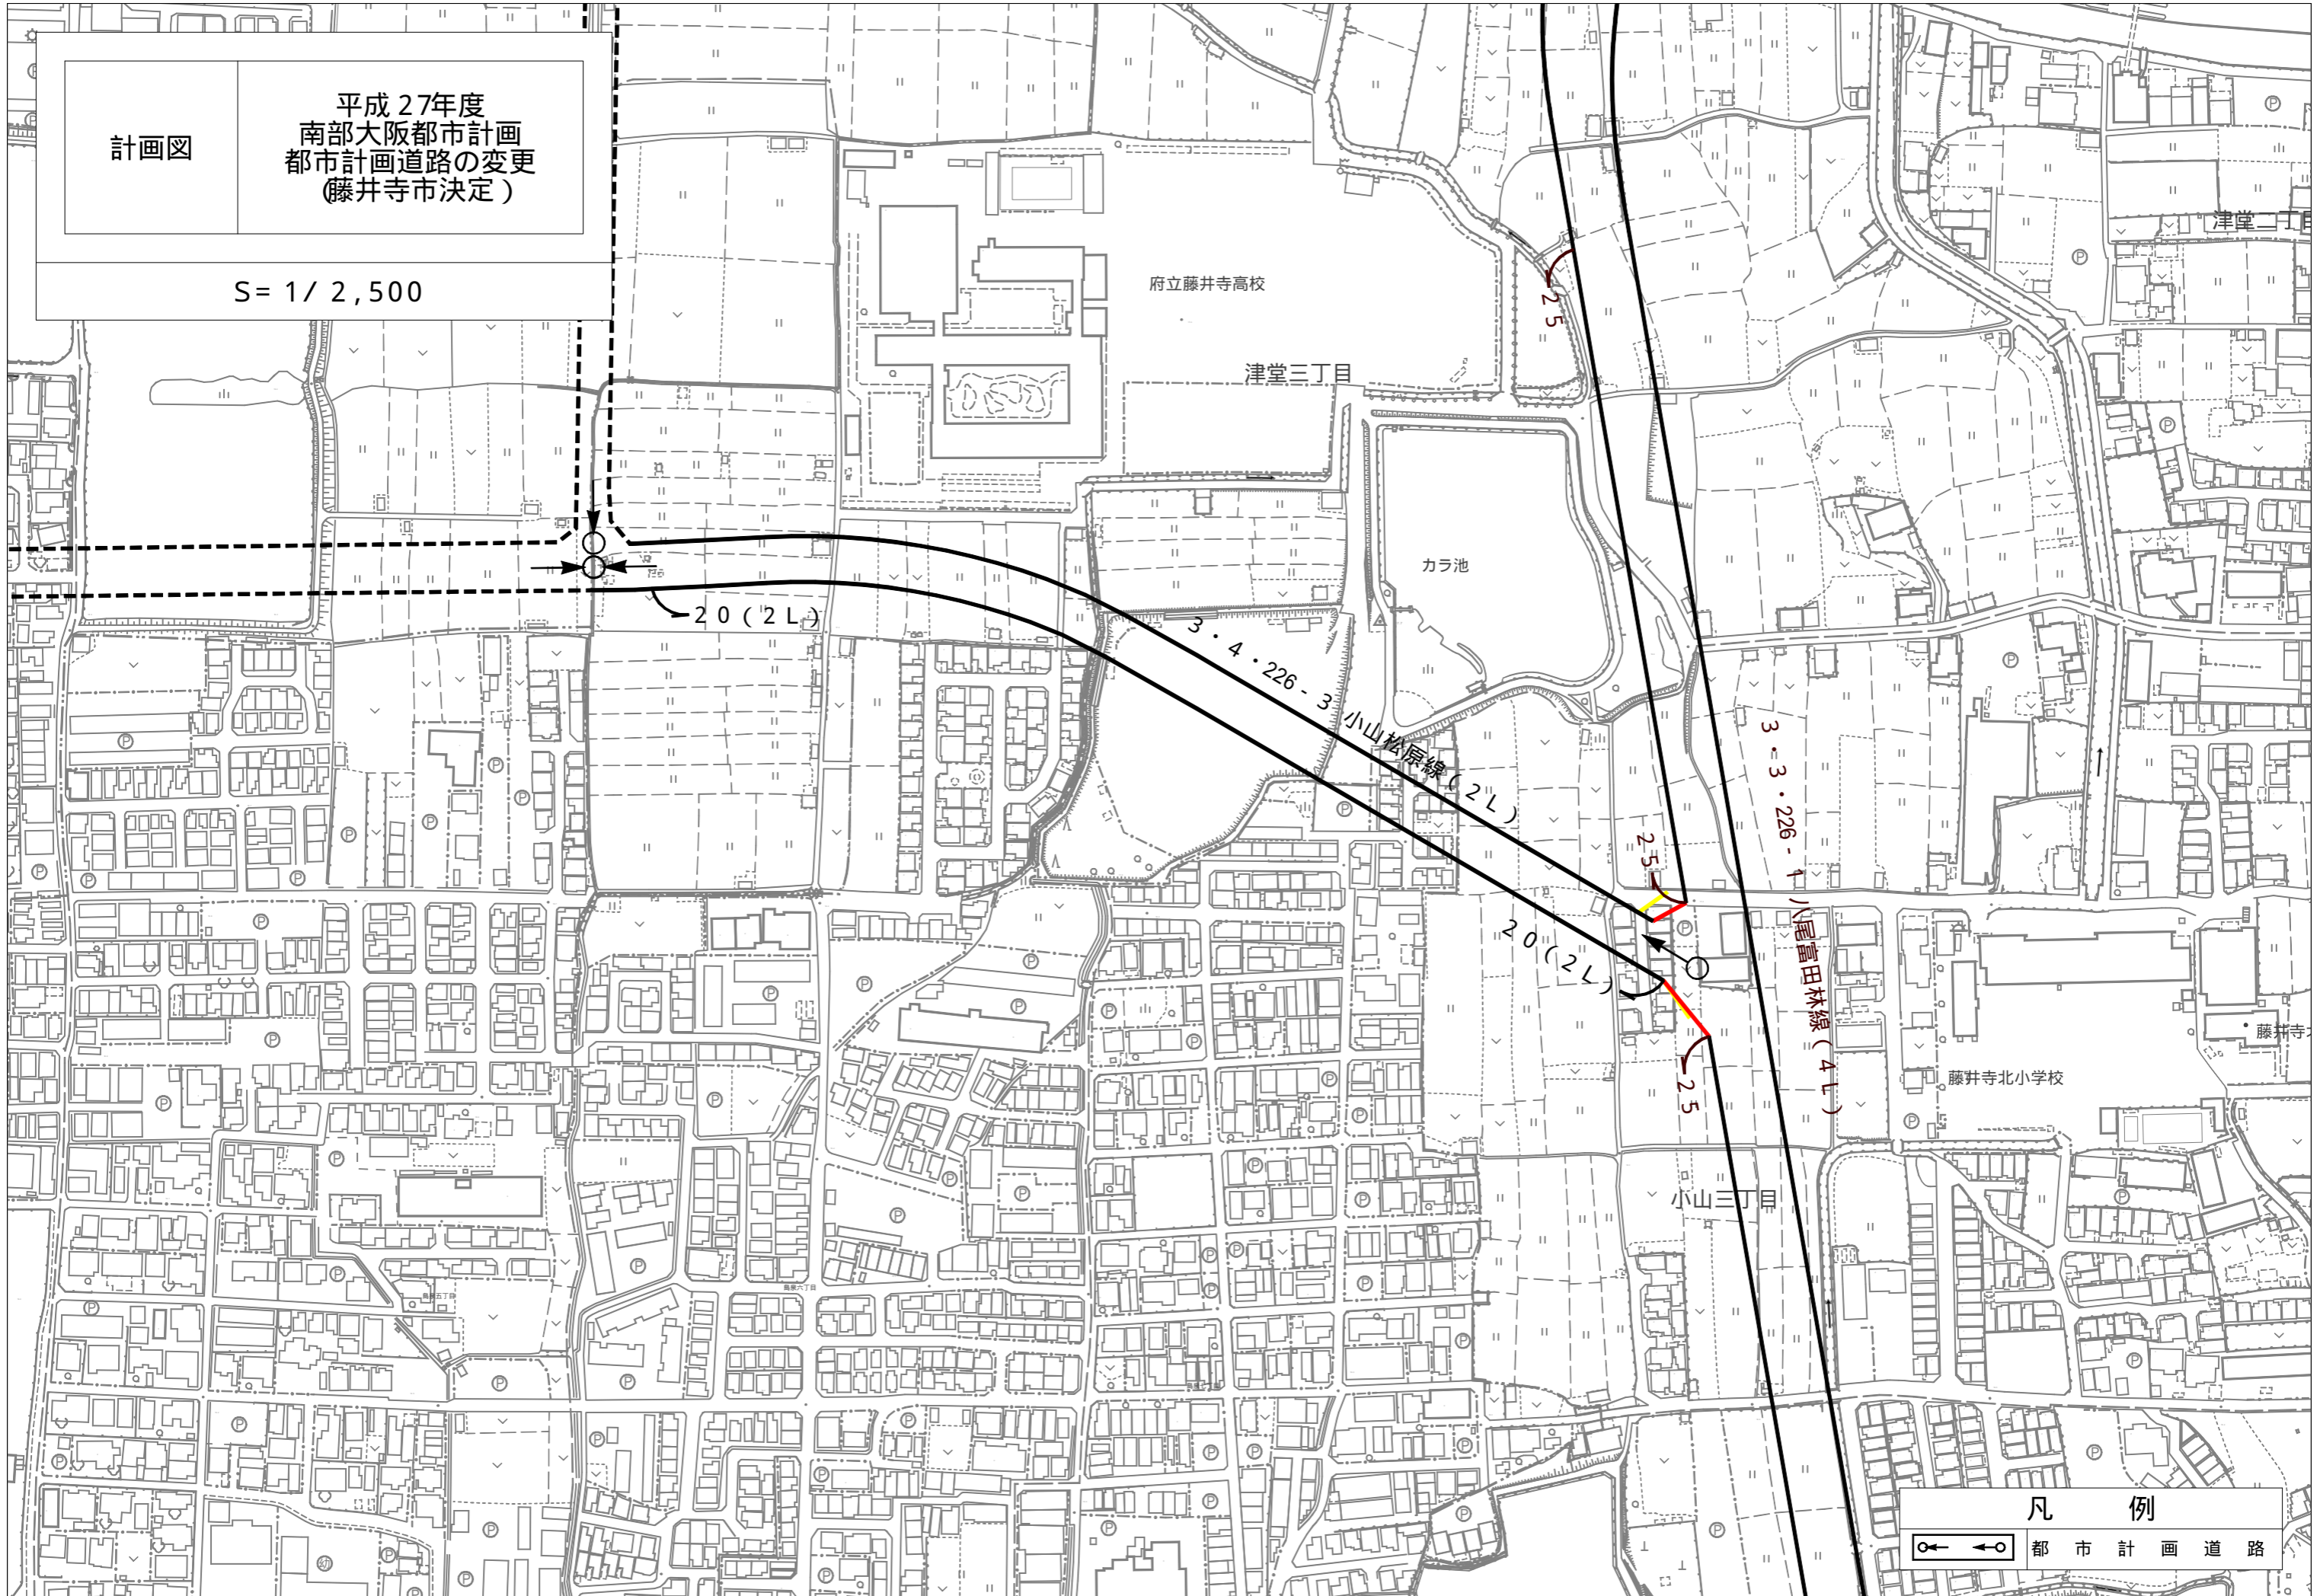 計画図
平成27年度
南部大阪都市計画
都市計画道路の変更
(藤井寺市決定)
S=1/2,500
津堂二丁目
府立藤井寺高校
25
津堂三丁目
カラ池
20(2L)
3・4・226-3 小山松原線(2L)
3・3・226-1 八尾富田林線(4L)
25
20(2L)
25
藤井寺北小学校
小山三丁目
凡例
都市計画道路